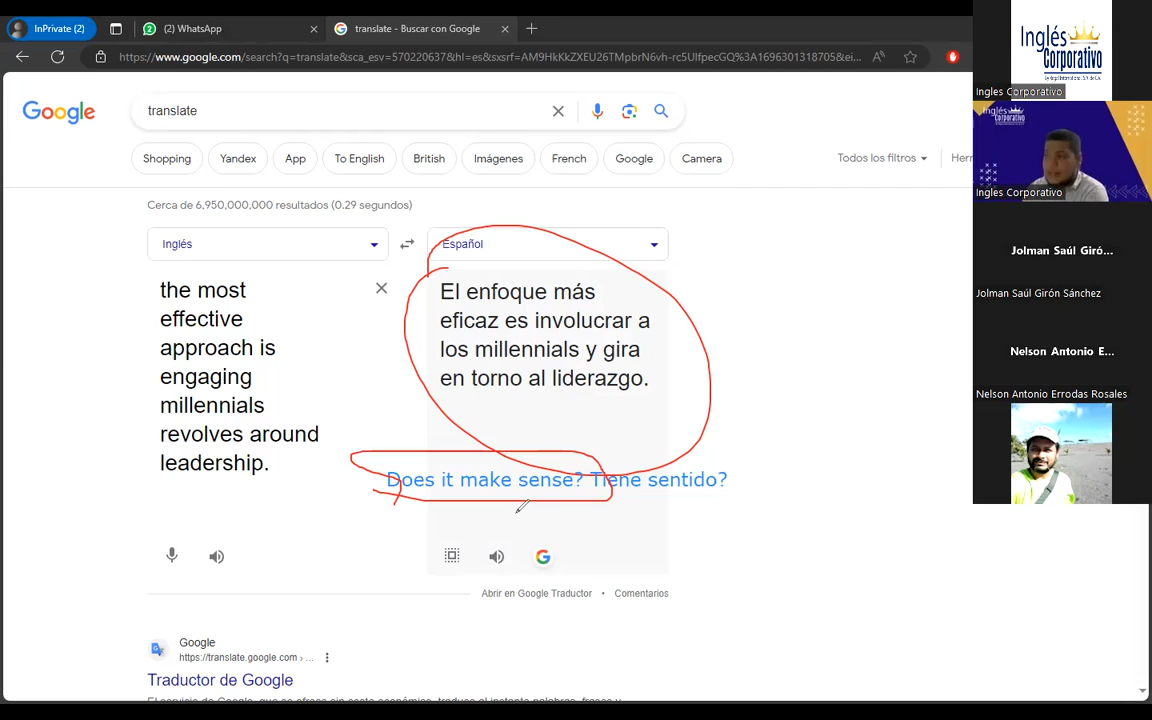 InPrivate (2)
(2) WhatsApp
translate - Buscar con Google
https://www.google.com/search?q=translate&sca_esv=570220637&hl=es&sxsrf=AM9HkKkZXEU26TMpbrN6vh-rc5UlfpecGQ%3A1696301318705&ei...
Google
translate
Shopping
Yandex
App
To English
British
Imágenes
French
Google
Camera
Todos los filtros
Herr
Cerca de 6,950,000,000 resultados (0.29 segundos)
Inglés
Español
the most
effective
approach is
engaging
millennials
revolves around
leadership.
El enfoque más
eficaz es involucrar a
los millennials y gira
en torno al liderazgo.
Does it make sense? Tiene sentido?
Abrir en Google Traductor • Comentarios
Google
https://translate.google.com › ...
Traductor de Google
Inglés
Corporativo
Ingles Corporativo
Inglés
Corporativo
Ingles Corporativo
Jolman Saúl Giró...
Jolman Saúl Girón Sánchez
Nelson Antonio E...
Nelson Antonio Errodas Rosales